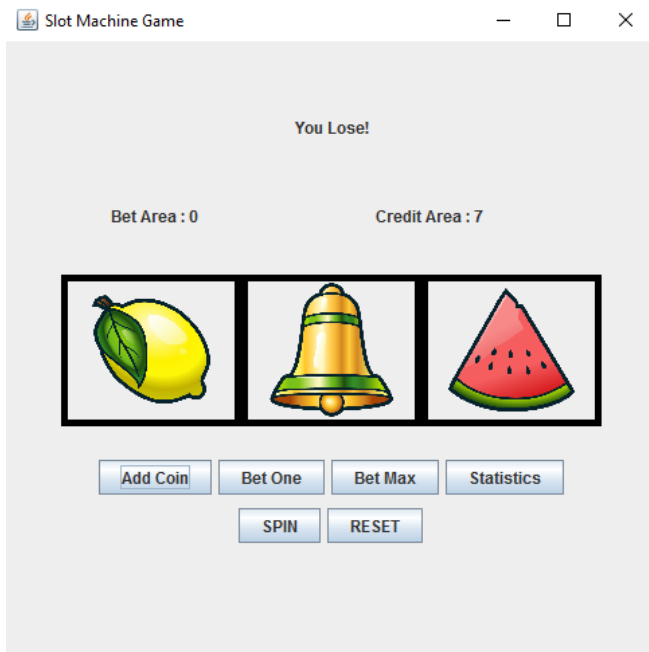 Slot Machine Game
You Lose!
Bet Area : 0 Credit Area : 7
Add Coin Bet One Bet Max Statistics
SPIN RESET